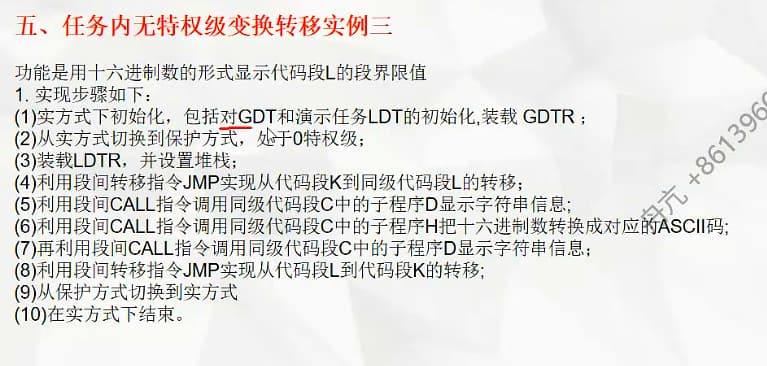 五、任务内无特权级变换转移实例三
功能是用十六进制数的形式显示代码段L的段界限值
1. 实现步骤如下：
(1)实方式下初始化，包括对GDT和演示任务LDT的初始化,装载 GDTR；
(2)从实方式切换到保护方式，处于0特权级；
(3)装载LDTR，并设置堆栈；
(4)利用段间转移指令JMP实现从代码段K到同级代码段L的转移；
(5)利用段间CALL指令调用同级代码段C中的子程序D显示字符串信息;
(6)利用段间CALL指令调用同级代码段C中的子程序H把十六进制数转换成对应的ASCII码;
(7)再利用段间CALL指令调用同级代码段C中的子程序D显示字符串信息；
(8)利用段间转移指令JMP实现从代码段L到代码段K的转移;
(9)从保护方式切换到实方式
(10)在实方式下结束。